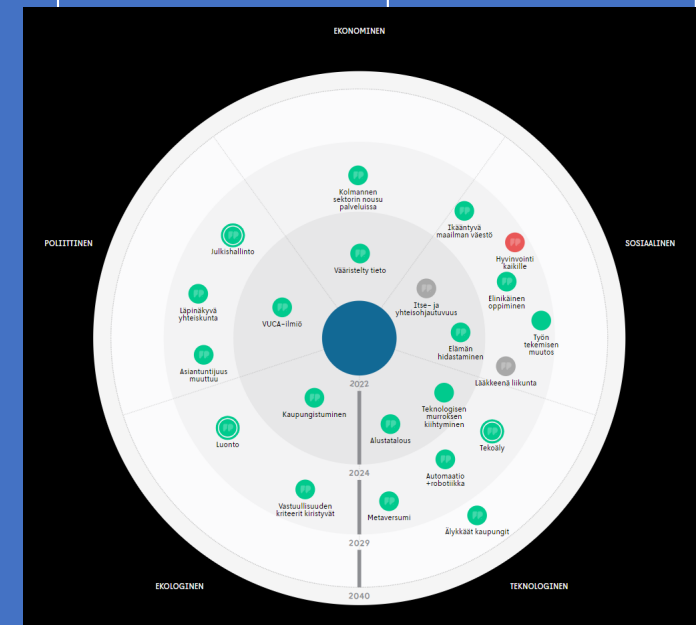 EKONOMINEN
Kolmannen
sektorin nousu
palveluissa
Ikääntyvä
maailman väestö
POLIITTINEN
SOSIAALINEN
Julkishallinto
Hyvinvointi
kaikille
Vääristelty tieto
Elinikäinen
oppiminen
Itse- ja
yhteisohjautuvuus
Läpinäkyvä
yhteiskunta
VUCA-ilmiö
Työn
tekemisen
muutos
Elämän
hidastaminen
Asiantuntijuus
muuttuu
Lääkkeenä liikunta
2022
Kaupungistuminen
Teknologisen
murroksen
kiihtyminen
Alustatalous
Luonto
Tekoäly
2024
Automaatio
+robotiikka
Vastuullisuuden
kriteerit kiristyvät
Metaversumi
Älykkäät kaupungit
2029
EKOLOGINEN
TEKNOLOGINEN
2040